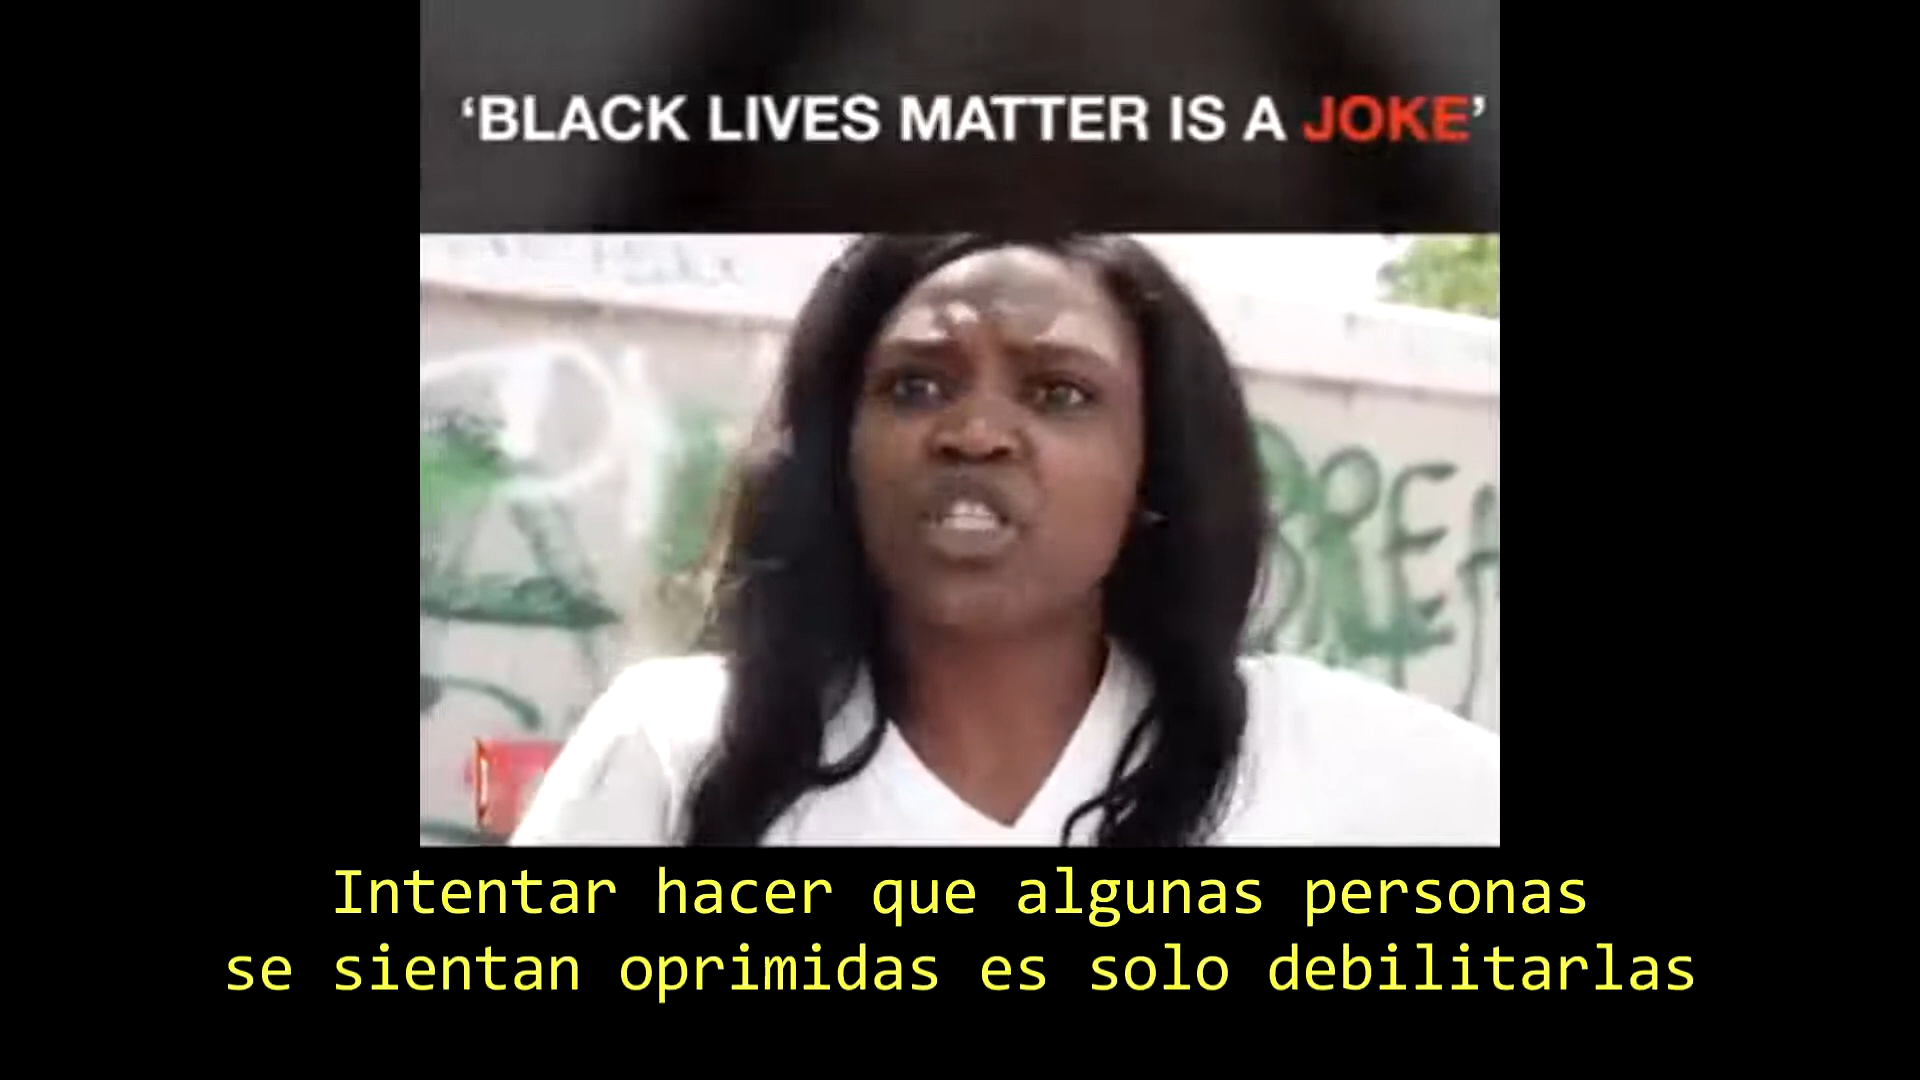 ‘BLACK LIVES MATTER IS A JOKE’
Intentar hacer que algunas personas
se sientan oprimidas es solo debilitarlas